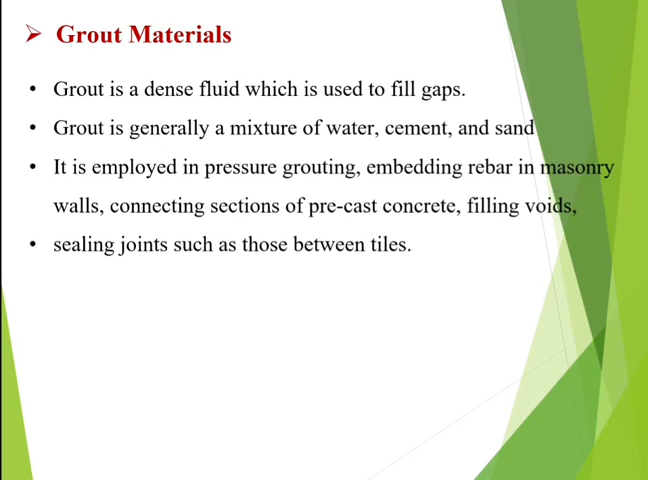 ➢ Grout Materials
• Grout is a dense fluid which is used to fill gaps.
• Grout is generally a mixture of water, cement, and sand
• It is employed in pressure grouting, embedding rebar in masonry
walls, connecting sections of pre-cast concrete, filling voids,
• sealing joints such as those between tiles.